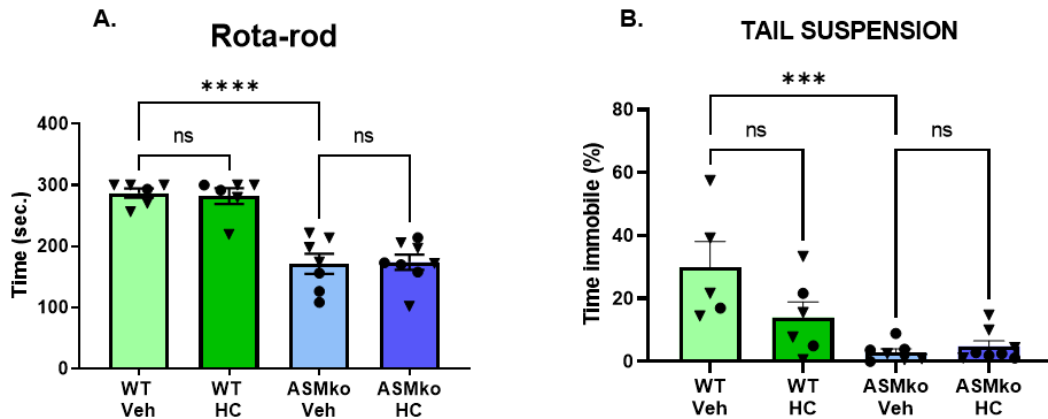 A.
Rota-rod
****
ns
ns
400
300
200
100
0
Time (sec.)
WT
Veh
WT
HC
ASMko
Veh
ASMko
HC
B.
TAIL SUSPENSION
***
ns
ns
80
60
40
20
0
Time immobile (%)
WT
Veh
WT
HC
ASMko
Veh
ASMko
HC